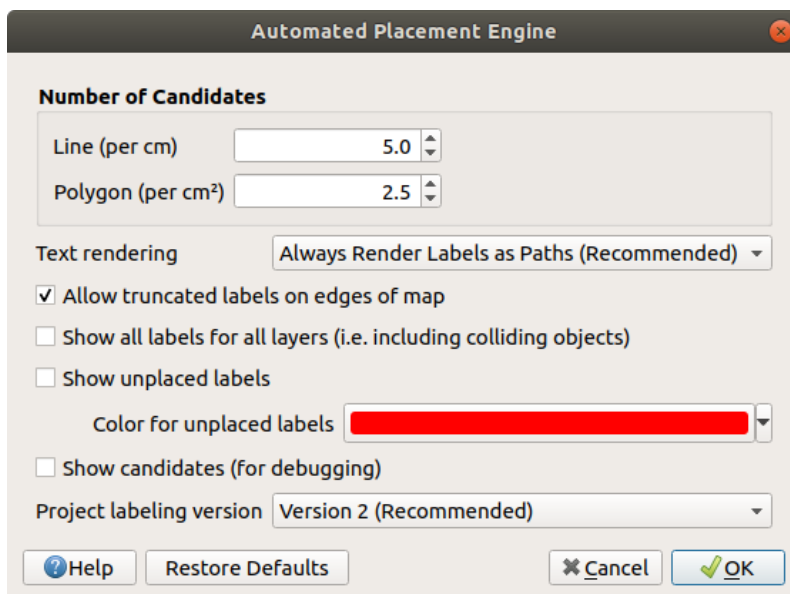 Automated Placement Engine
Number of Candidates
Line (per cm) 5.0
Polygon (per cm²) 2.5
Text rendering Always Render Labels as Paths (Recommended)
Allow truncated labels on edges of map
Show all labels for all layers (i.e. including colliding objects)
Show unplaced labels
Color for unplaced labels
Show candidates (for debugging)
Project labeling version Version 2 (Recommended)
Help Restore Defaults Cancel OK